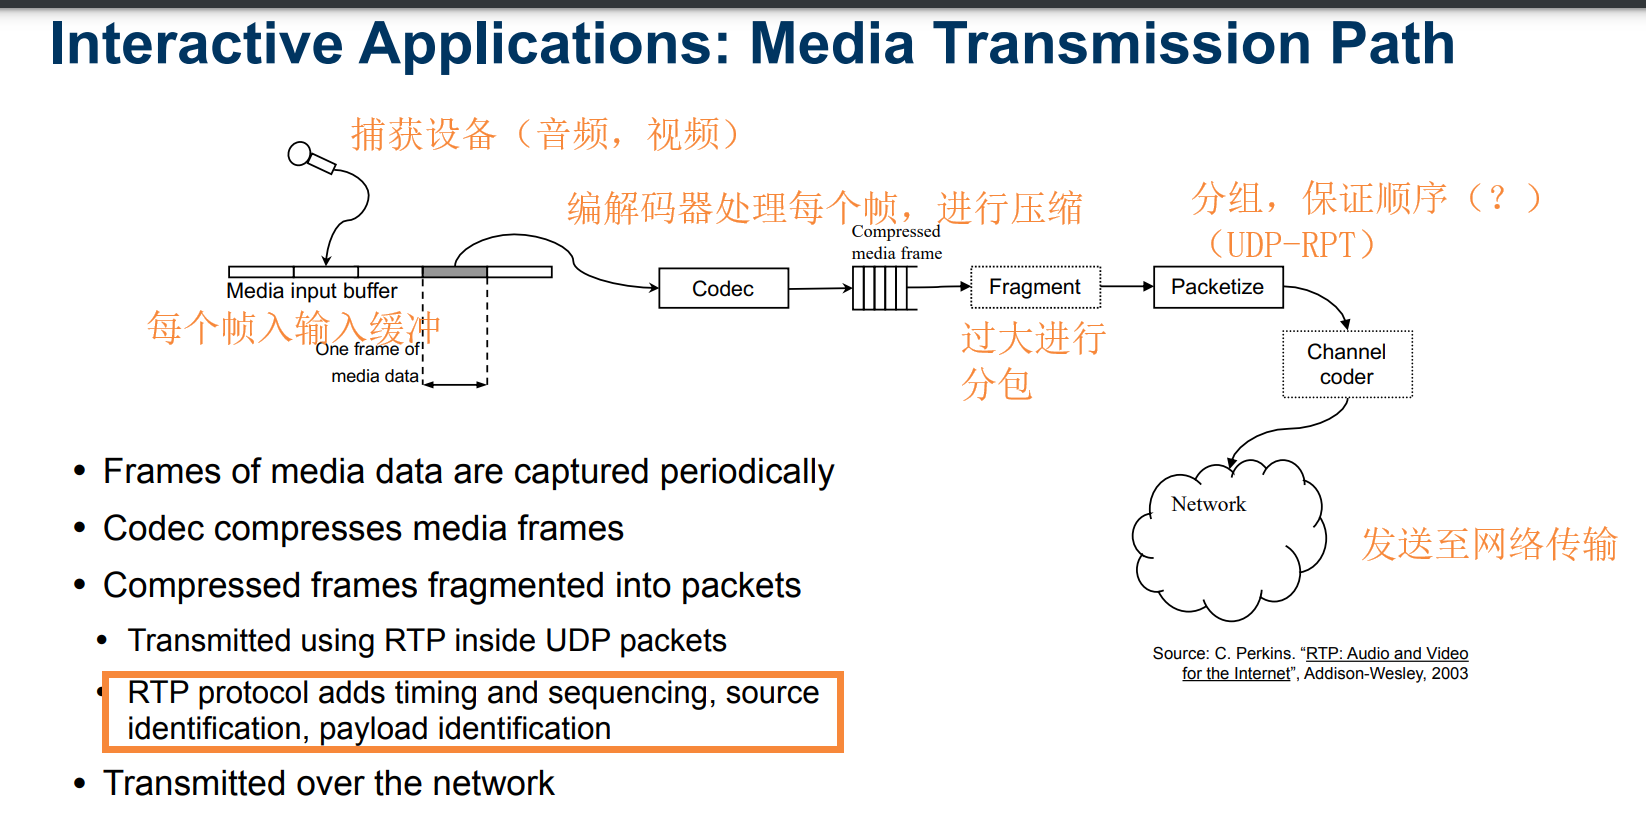 Interactive Applications: Media Transmission Path
捕获设备（音频，视频）
编解码器处理每个帧，进行压缩
分组，保证顺序（？）
（UDP-RPT）
Compressed
media frame
Media input buffer
Codec
Fragment
Packetize
每个帧入输入缓冲
One frame of
media data
过大进行
分包
Channel
coder
• Frames of media data are captured periodically
• Codec compresses media frames
• Compressed frames fragmented into packets
• Transmitted using RTP inside UDP packets
• RTP protocol adds timing and sequencing, source
identification, payload identification
• Transmitted over the network
Network
发送至网络传输
Source: C. Perkins. “RTP: Audio and Video
for the Internet”, Addison-Wesley, 2003